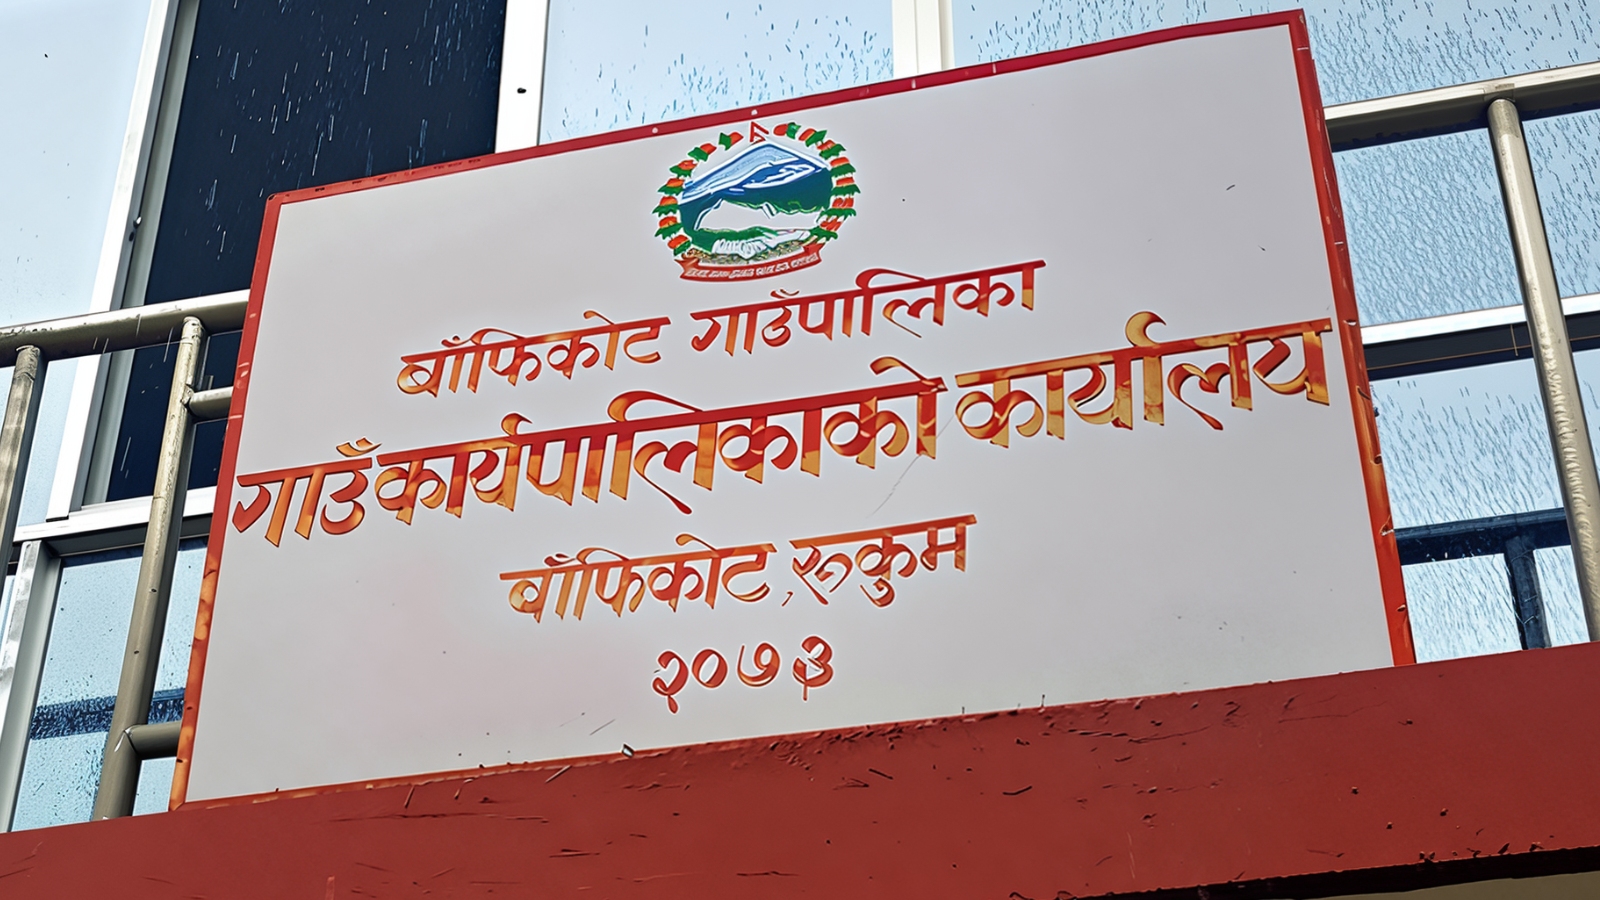 बाँफिकोट गाउँपालिका
गाउँकार्यपालिकाको कार्यालय
बाँफिकोट, रुकुम
२०७३